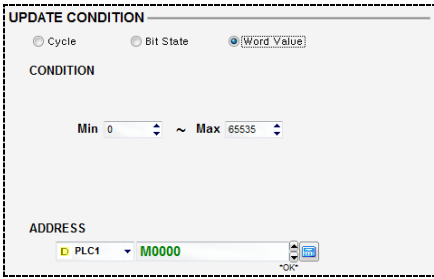 UPDATE CONDITION
Cycle Bit State Word Value
CONDITION
Min 0 ~ Max 65535
ADDRESS
D PLC1 M0000
"OK"